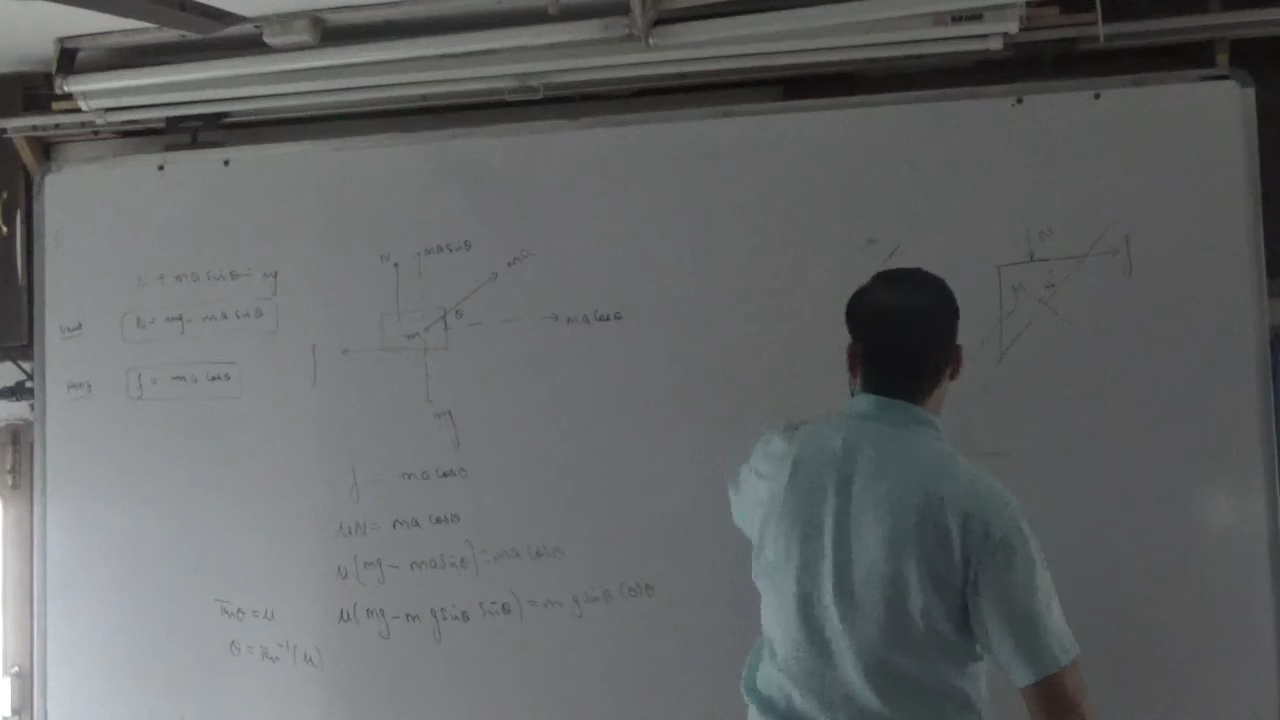 N + ma sinθ = mg
Vert N = mg - ma sinθ
f = ma cosθ
N
ma sinθ
ma
θ
ma cosθ
m
f
mg
f = ma cosθ
μN = ma cosθ
μ(mg - ma sinθ) = ma cosθ
μ(mg - m g sinθ sinθ) = m g sinθ cosθ
Tanθ = μ
θ = Tan⁻¹(μ)
N
f